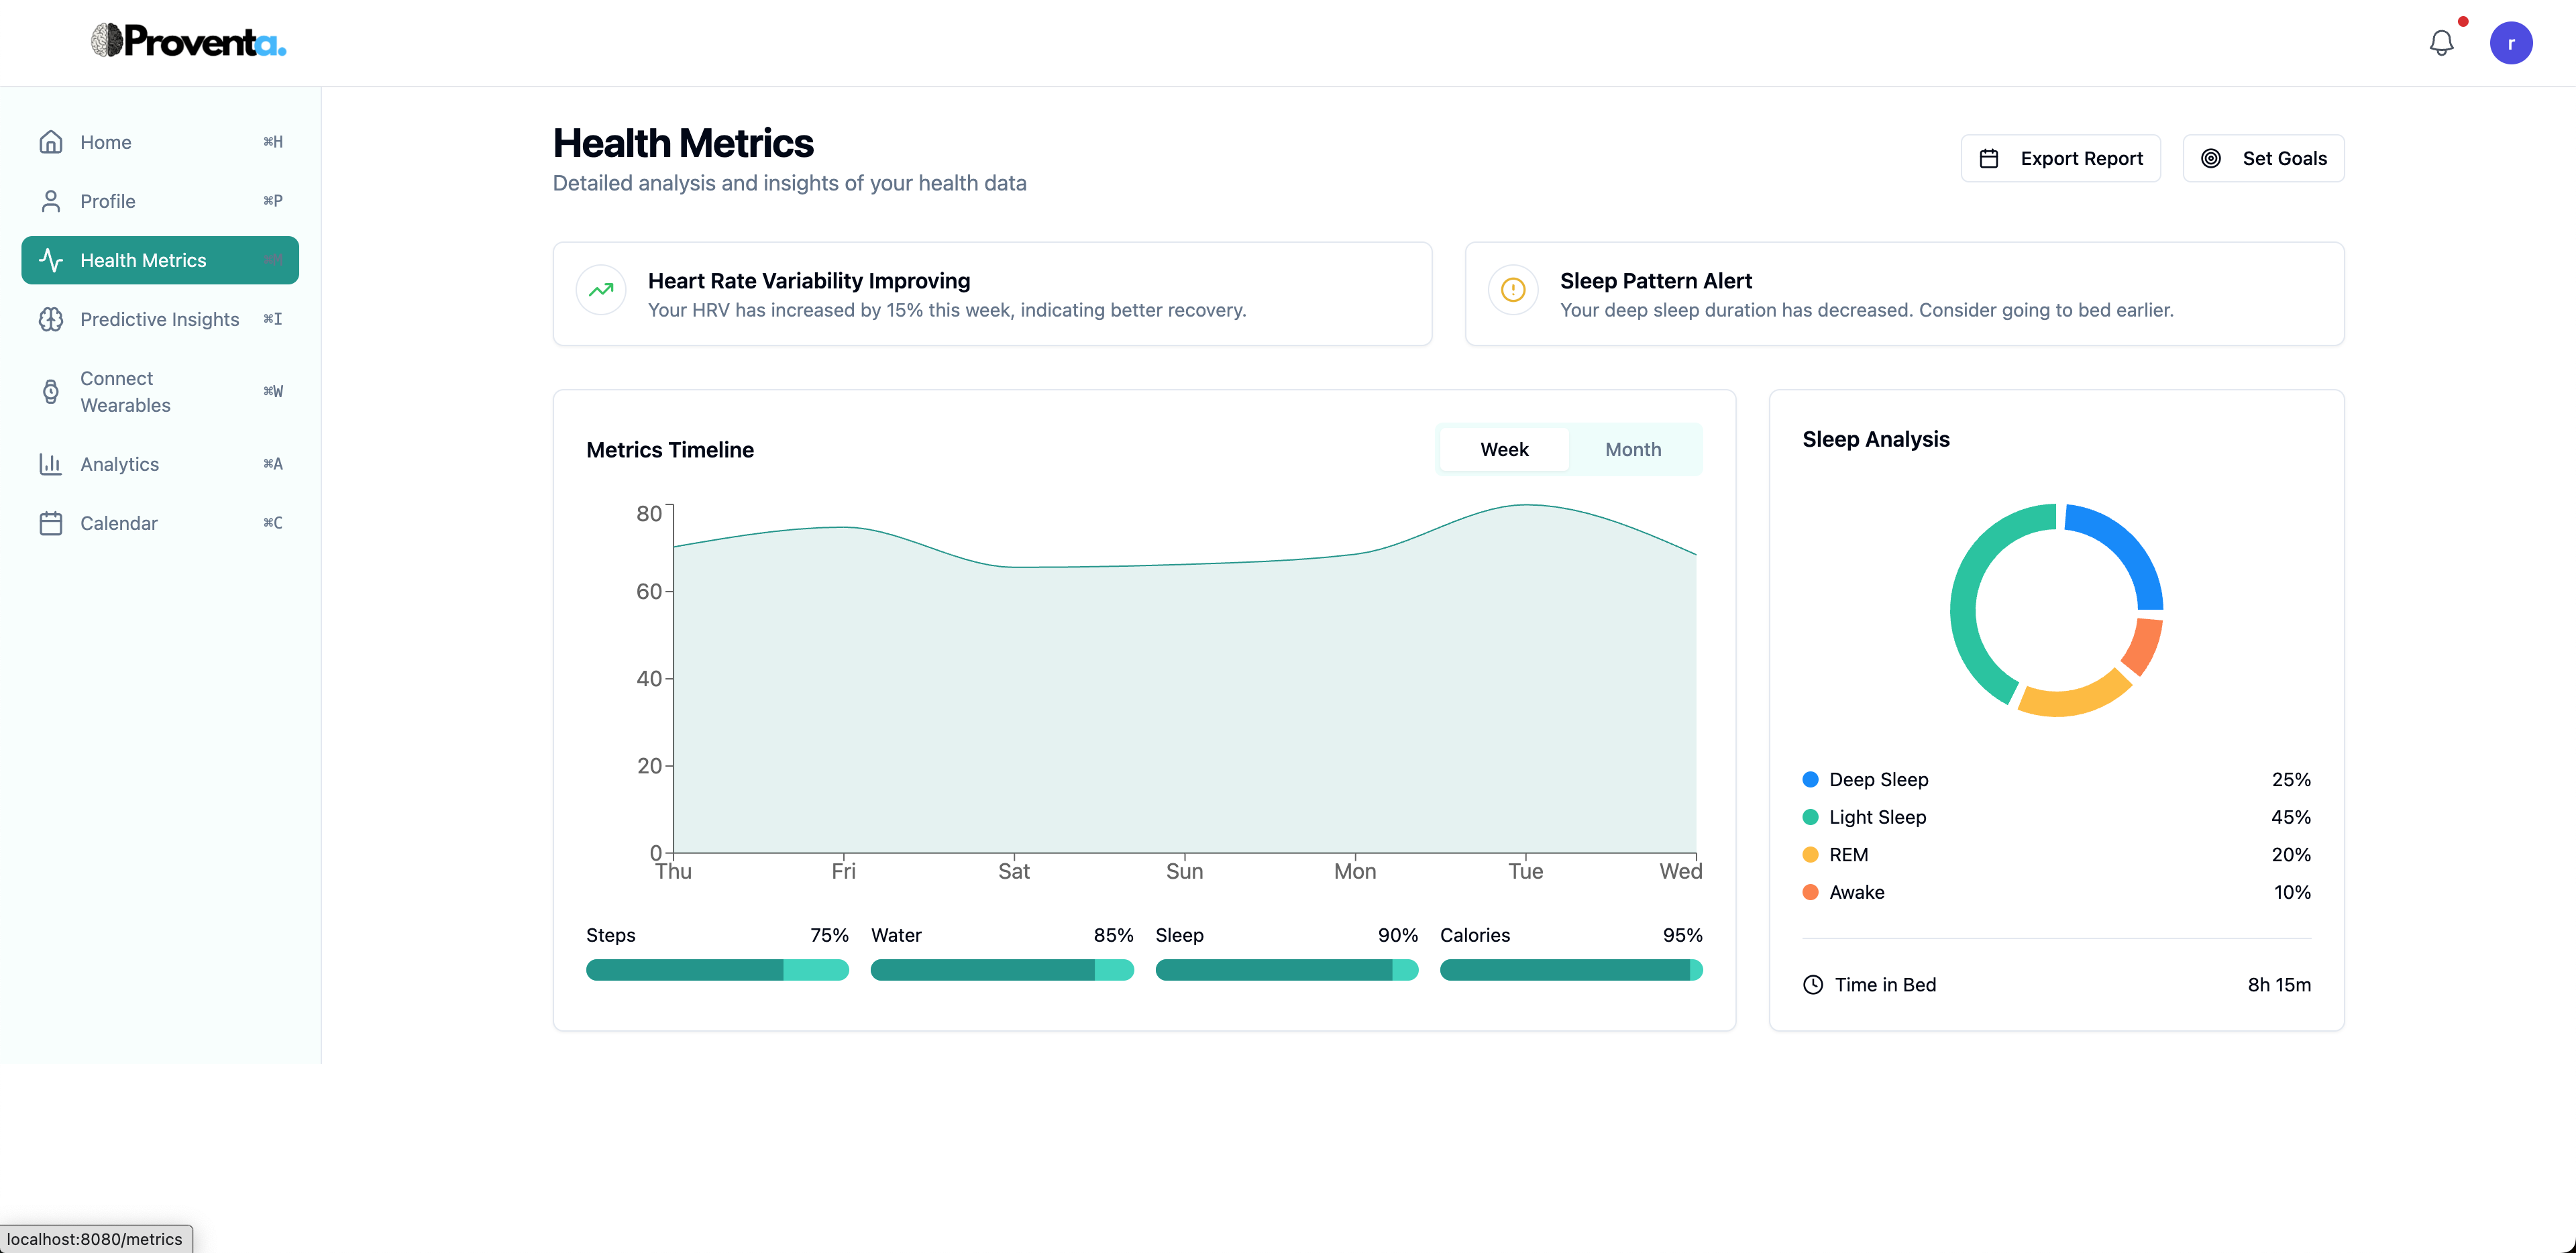 Proventa.
r
Home ⌘H
Profile ⌘P
Health Metrics
Predictive Insights ⌘I
Connect
Wearables ⌘W
Analytics ⌘A
Calendar ⌘C
Health Metrics
Detailed analysis and insights of your health data
Export Report
Set Goals
Heart Rate Variability Improving
Your HRV has increased by 15% this week, indicating better recovery.
Sleep Pattern Alert
Your deep sleep duration has decreased. Consider going to bed earlier.
Metrics Timeline
Week Month
80
60
40
20
0
Thu Fri Sat Sun Mon Tue Wed
Steps 75% Water 85% Sleep 90% Calories 95%
Sleep Analysis
Deep Sleep 25%
Light Sleep 45%
REM 20%
Awake 10%
Time in Bed 8h 15m
localhost:8080/metrics